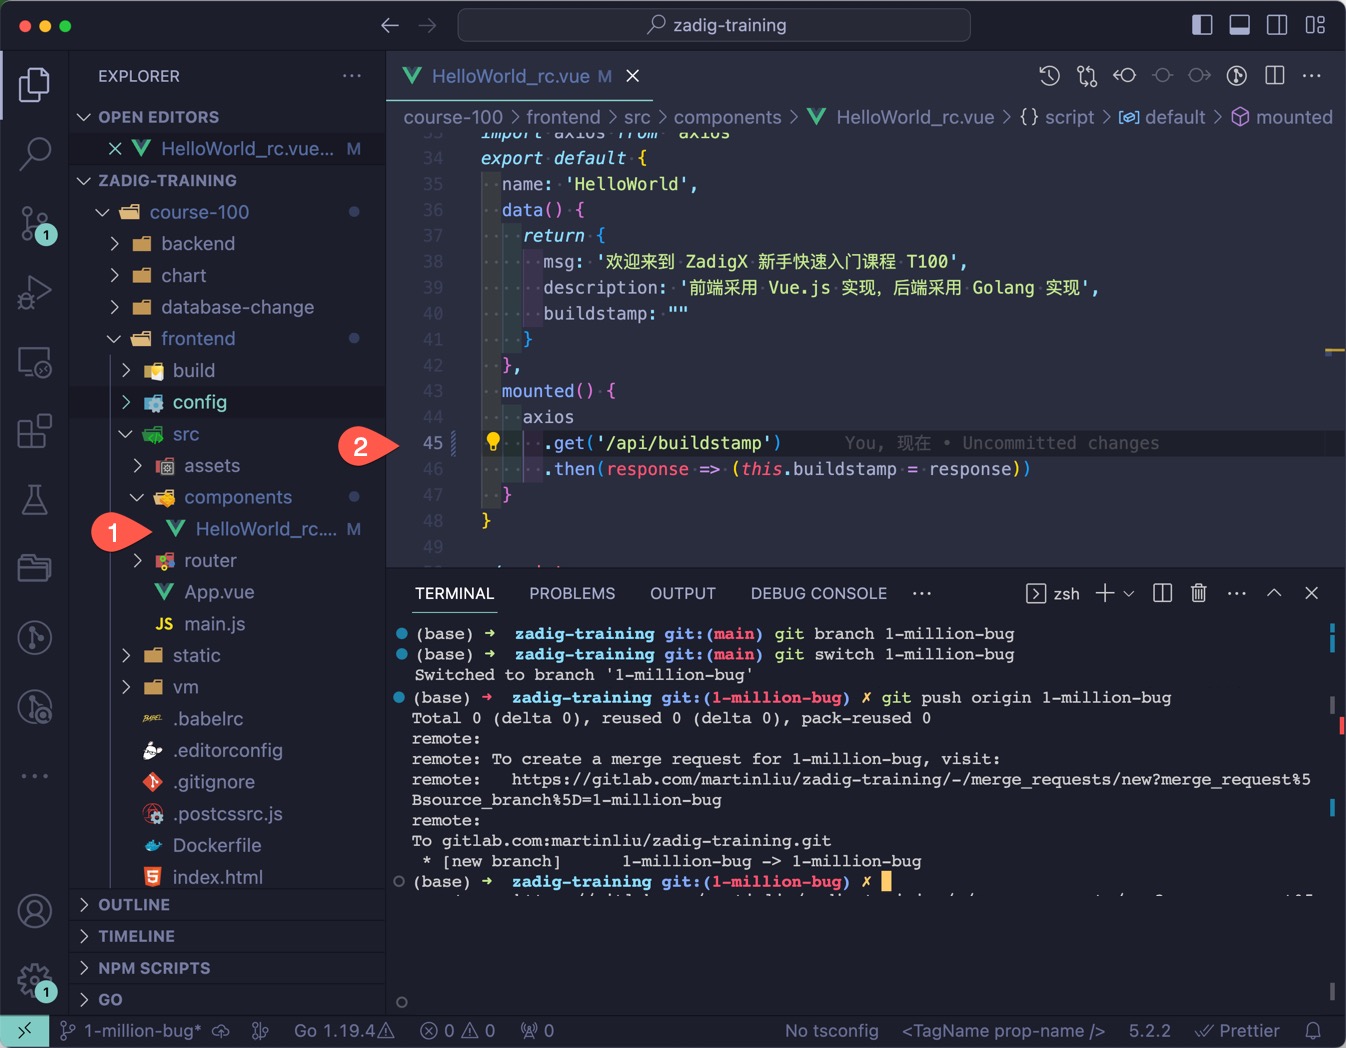 zadig-training
EXPLORER
OPEN EDITORS
HelloWorld_rc.vue... M
ZADIG-TRAINING
course-100
backend
chart
database-change
frontend
build
config
src
assets
components
1
HelloWorld_rc.... M
router
App.vue
JS main.js
static
vm
.babelrc
.editorconfig
.gitignore
.postcssrc.js
Dockerfile
index.html
OUTLINE
TIMELINE
NPM SCRIPTS
GO
1
1
HelloWorld_rc.vue M
course-100 > frontend > src > components > HelloWorld_rc.vue > {} script > default > mounted
33 import axios from 'axios'
34 export default {
35 name: 'HelloWorld',
36 data() {
37 return {
38 msg: '欢迎来到 ZadigX 新手快速入门课程 T100',
39 description: '前端采用 Vue.js 实现，后端采用 Golang 实现',
40 buildstamp: ""
41 }
42 },
43 mounted() {
44 axios
2
45 .get('/api/buildstamp') You, 现在 • Uncommitted changes
46 .then(response => (this.buildstamp = response))
47 }
48 }
49
TERMINAL PROBLEMS OUTPUT DEBUG CONSOLE ··· zsh
(base) ➜ zadig-training git:(main) git branch 1-million-bug
(base) ➜ zadig-training git:(main) git switch 1-million-bug
Switched to branch '1-million-bug'
(base) ➜ zadig-training git:(1-million-bug) ✗ git push origin 1-million-bug
Total 0 (delta 0), reused 0 (delta 0), pack-reused 0
remote:
remote: To create a merge request for 1-million-bug, visit:
remote: https://gitlab.com/martinliu/zadig-training/-/merge_requests/new?merge_request%5
Bsource_branch%5D=1-million-bug
remote:
To gitlab.com:martinliu/zadig-training.git
* [new branch] 1-million-bug -> 1-million-bug
(base) ➜ zadig-training git:(1-million-bug) ✗
1-million-bug* Go 1.19.4 0 0 0 No tsconfig <TagName prop-name /> 5.2.2 Prettier